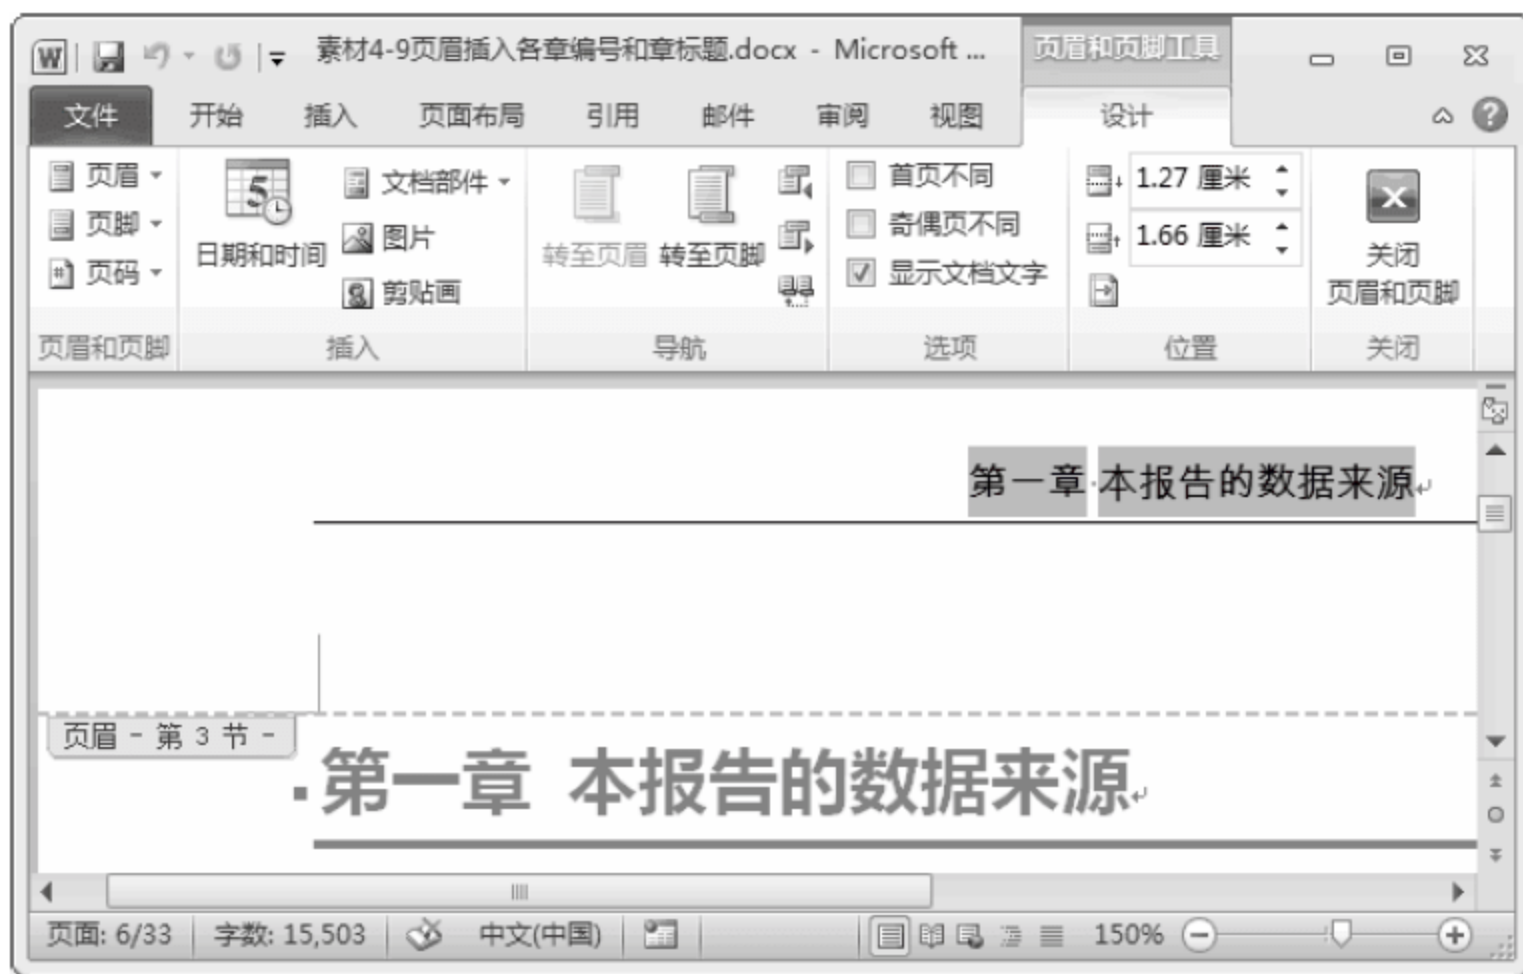 素材4-9页眉插入各章编号和章标题.docx - Microsoft ...
页眉和页脚工具
文件 开始 插入 页面布局 引用 邮件 审阅 视图 设计
页眉
页脚
页码
页眉和页脚
日期和时间
文档部件
图片
剪贴画
插入
转至页眉
转至页脚
导航
首页不同
奇偶页不同
显示文档文字
选项
1.27 厘米
1.66 厘米
位置
关闭
页眉和页脚
关闭
第一章 本报告的数据来源
页眉 - 第 3 节 -
第一章 本报告的数据来源
页面: 6/33 字数: 15,503 中文(中国) 150%